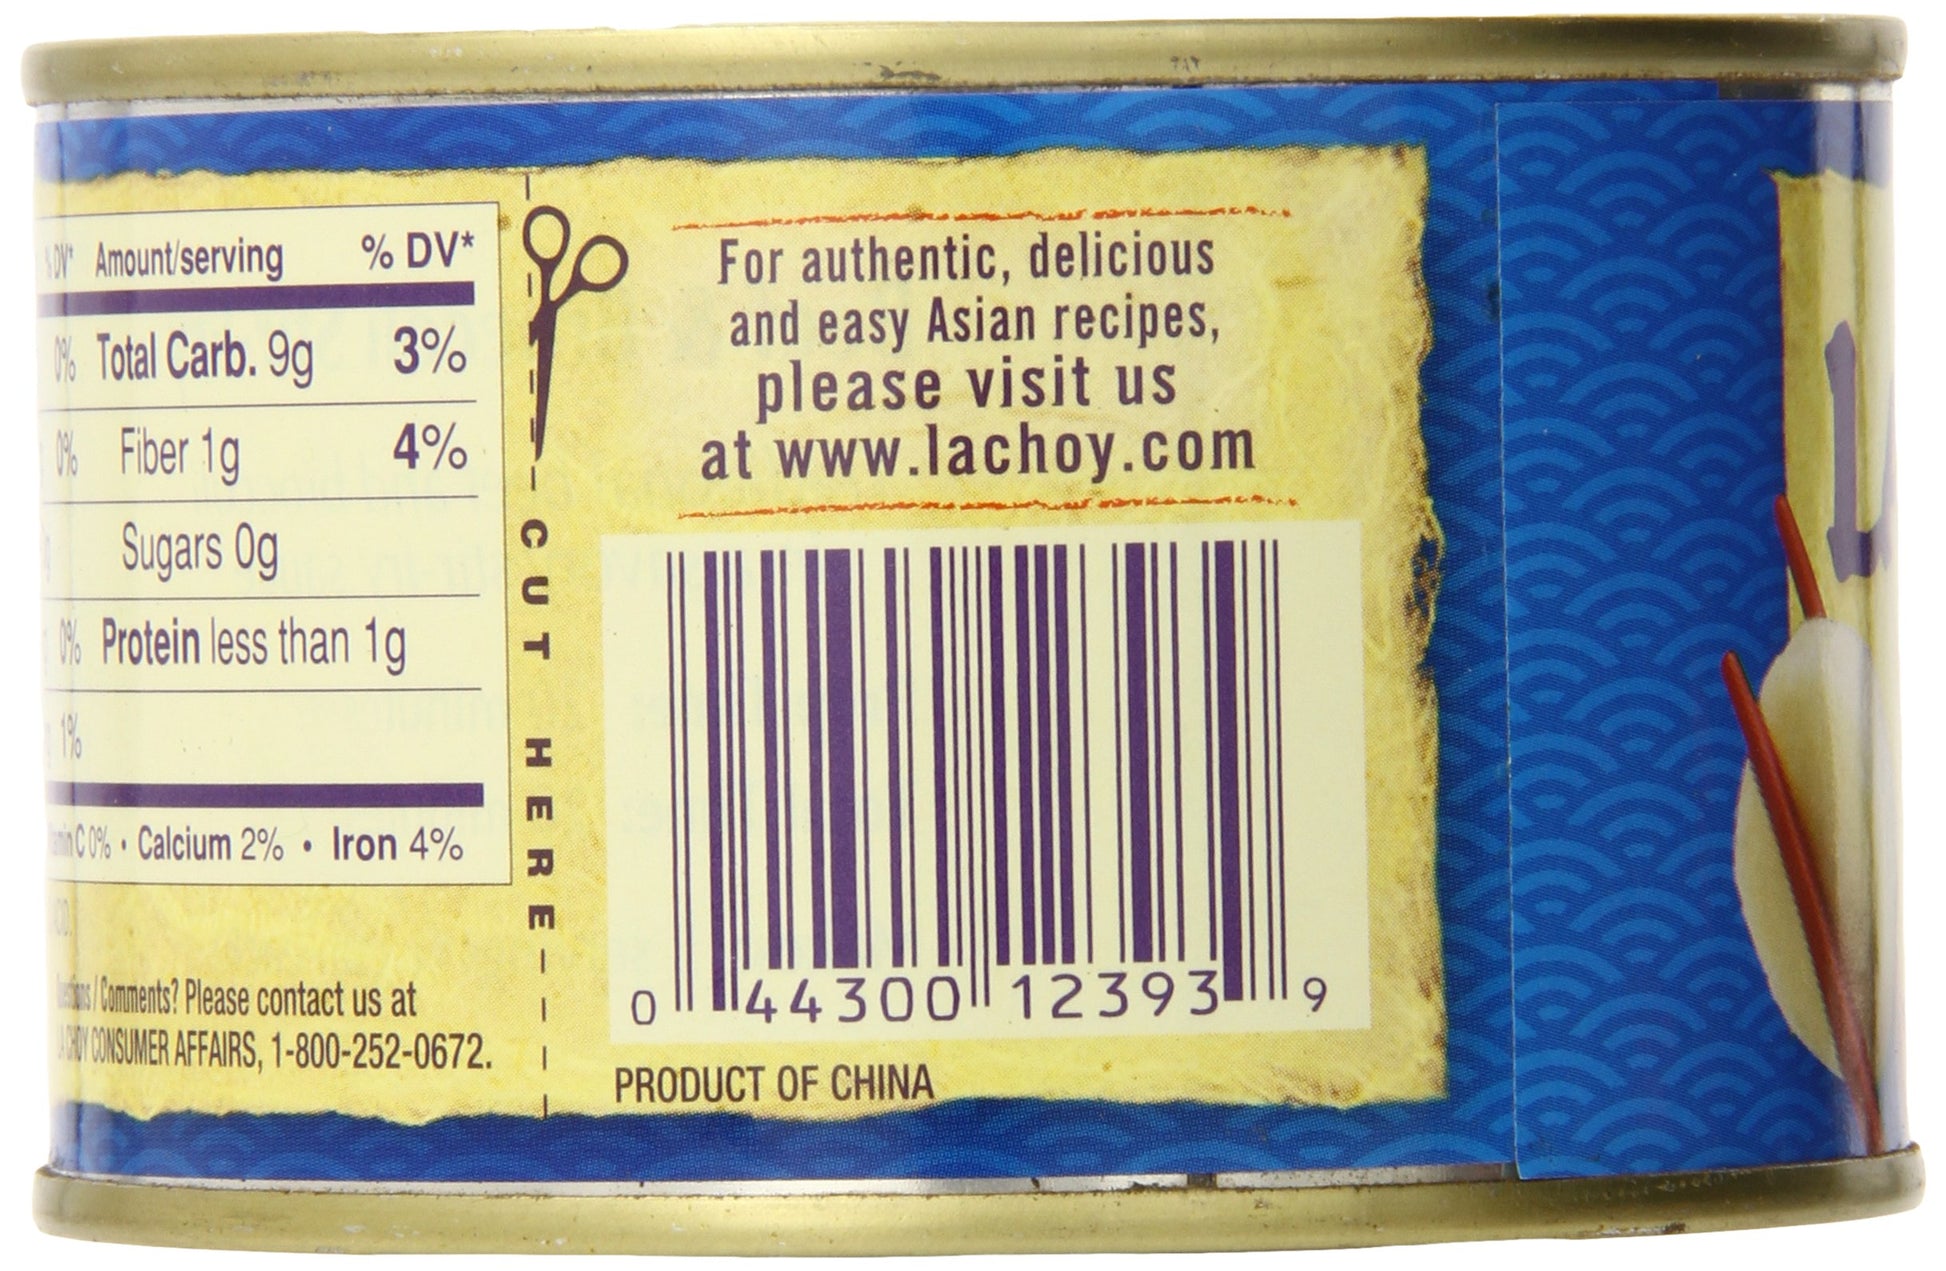 % DV* Amount/serving % DV*
0% Total Carb. 9g 3%
0% Fiber 1g 4%
Sugars 0g
0% Protein less than 1g
1%
C 0% • Calcium 2% • Iron 4%
/ Comments? Please contact us at
LA CHOY CONSUMER AFFAIRS, 1-800-252-0672.
CUT HERE
For authentic, delicious
and easy Asian recipes,
please visit us
at www.lachoy.com
0 44300 12393 9
PRODUCT OF CHINA